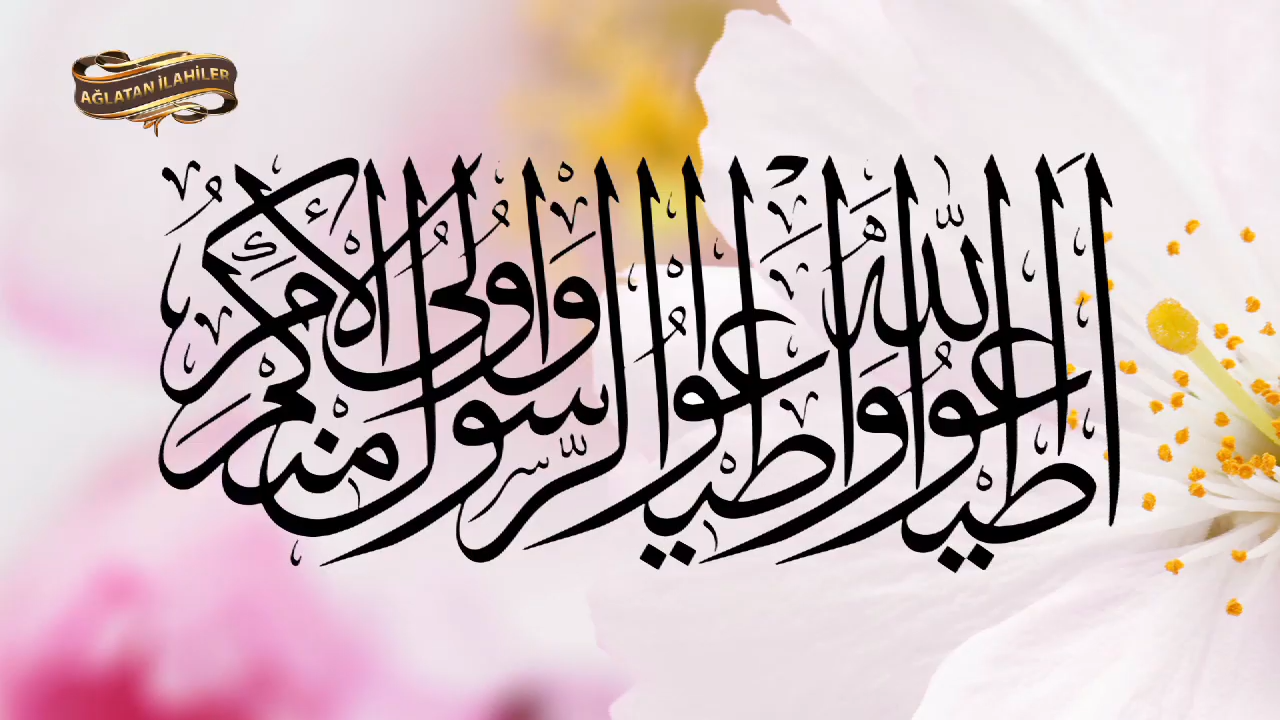 AĞLATAN İLAHİLER
اَطِيعُوا اللّٰهَ وَاَطِيعُوا الرَّسُولَ وَاُولِى الْاَمْرِ مِنْكُمْ